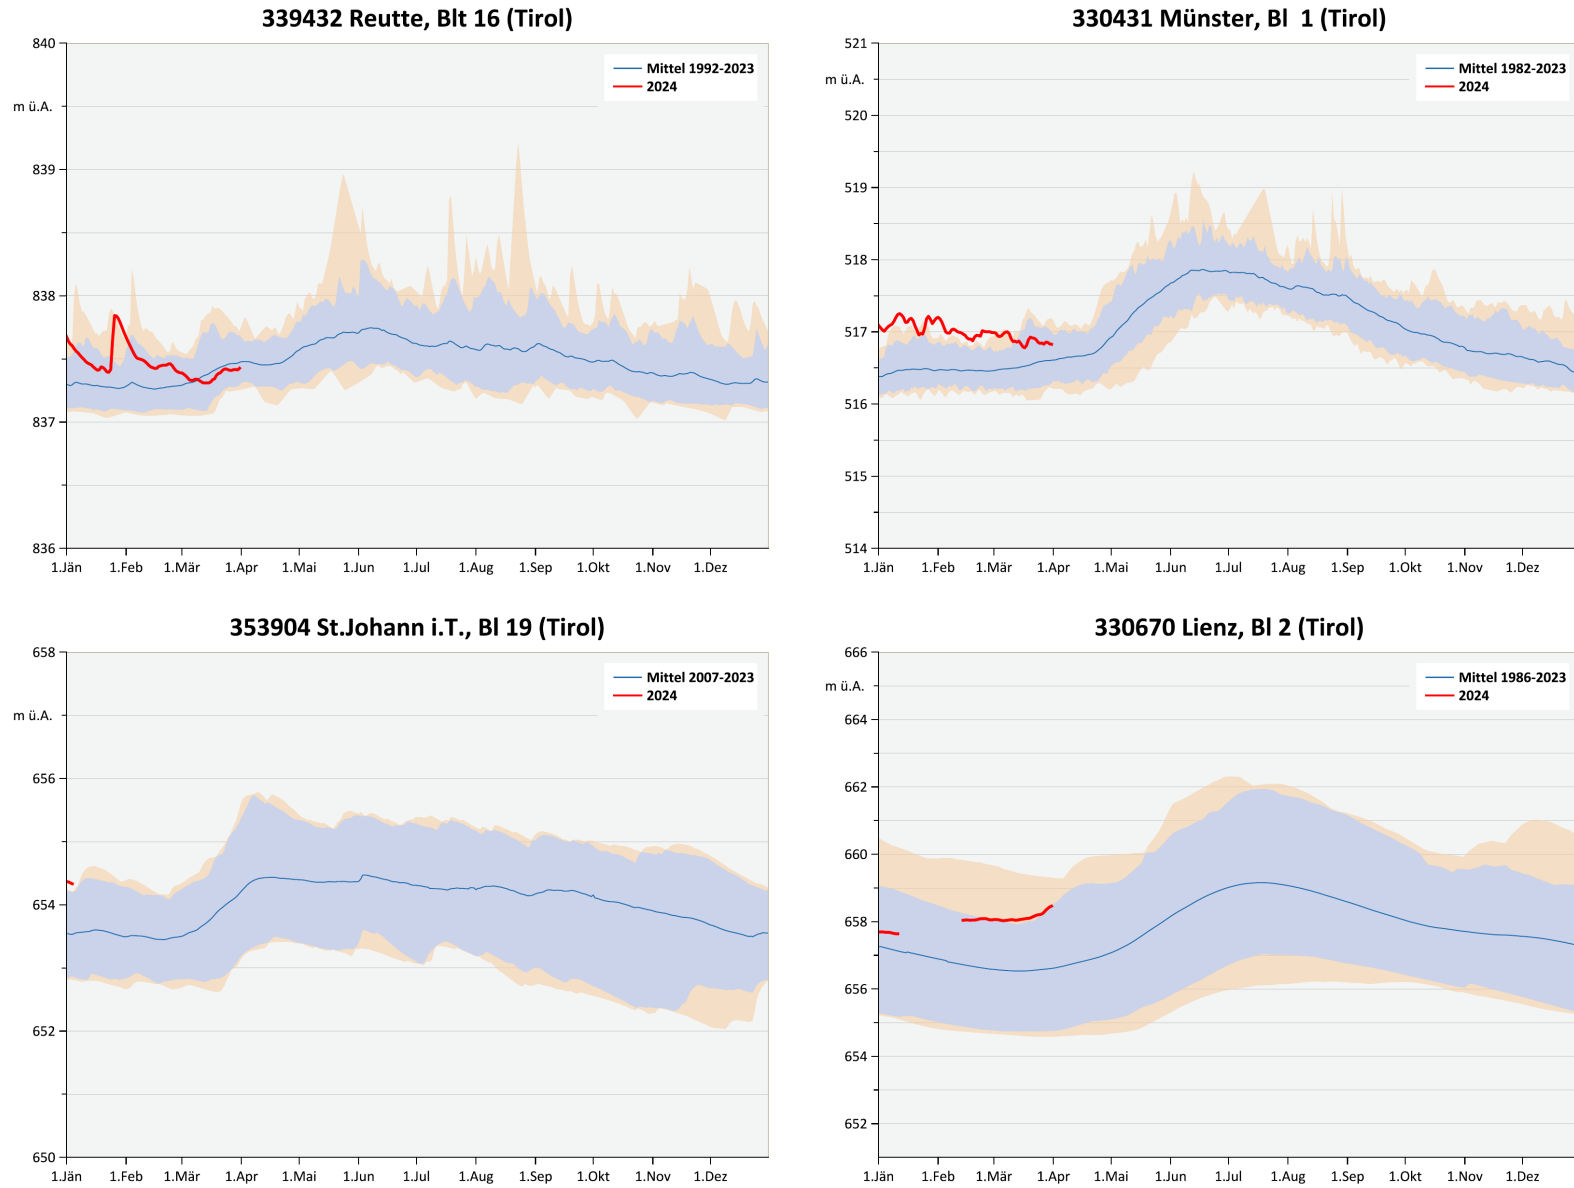 339432 Reutte, Blt 16 (Tirol)
840
m ü.A.
839
838
837
836
Mittel 1992-2023
2024
1.Jän 1.Feb 1.Mär 1.Apr 1.Mai 1.Jun 1.Jul 1.Aug 1.Sep 1.Okt 1.Nov 1.Dez
330431 Münster, Bl  1 (Tirol)
521
m ü.A.
520
519
518
517
516
515
514
Mittel 1982-2023
2024
1.Jän 1.Feb 1.Mär 1.Apr 1.Mai 1.Jun 1.Jul 1.Aug 1.Sep 1.Okt 1.Nov 1.Dez
353904 St.Johann i.T., Bl 19 (Tirol)
658
m ü.A.
656
654
652
650
Mittel 2007-2023
2024
1.Jän 1.Feb 1.Mär 1.Apr 1.Mai 1.Jun 1.Jul 1.Aug 1.Sep 1.Okt 1.Nov 1.Dez
330670 Lienz, Bl 2 (Tirol)
666
m ü.A.
664
662
660
658
656
654
652
Mittel 1986-2023
2024
1.Jän 1.Feb 1.Mär 1.Apr 1.Mai 1.Jun 1.Jul 1.Aug 1.Sep 1.Okt 1.Nov 1.Dez